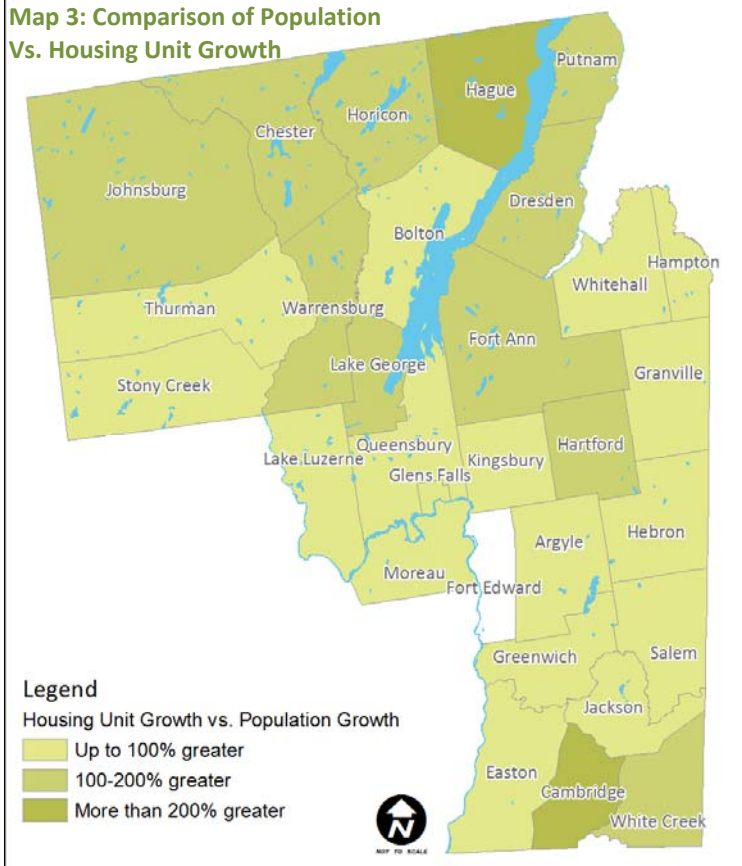 Map 3: Comparison of Population
Vs. Housing Unit Growth
Putnam
Hague
Horicon
Chester
Johnsburg
Dresden
Bolton
Hampton
Whitehall
Thurman
Warrensburg
Fort Ann
Lake George
Granville
Stony Creek
Queensbury
Hartford
Lake Luzerne
Kingsbury
Glens Falls
Hebron
Argyle
Moreau
Fort Edward
Salem
Greenwich
Jackson
Easton
Cambridge
White Creek
Legend
Housing Unit Growth vs. Population Growth
Up to 100% greater
100-200% greater
More than 200% greater
N
NOT TO SCALE